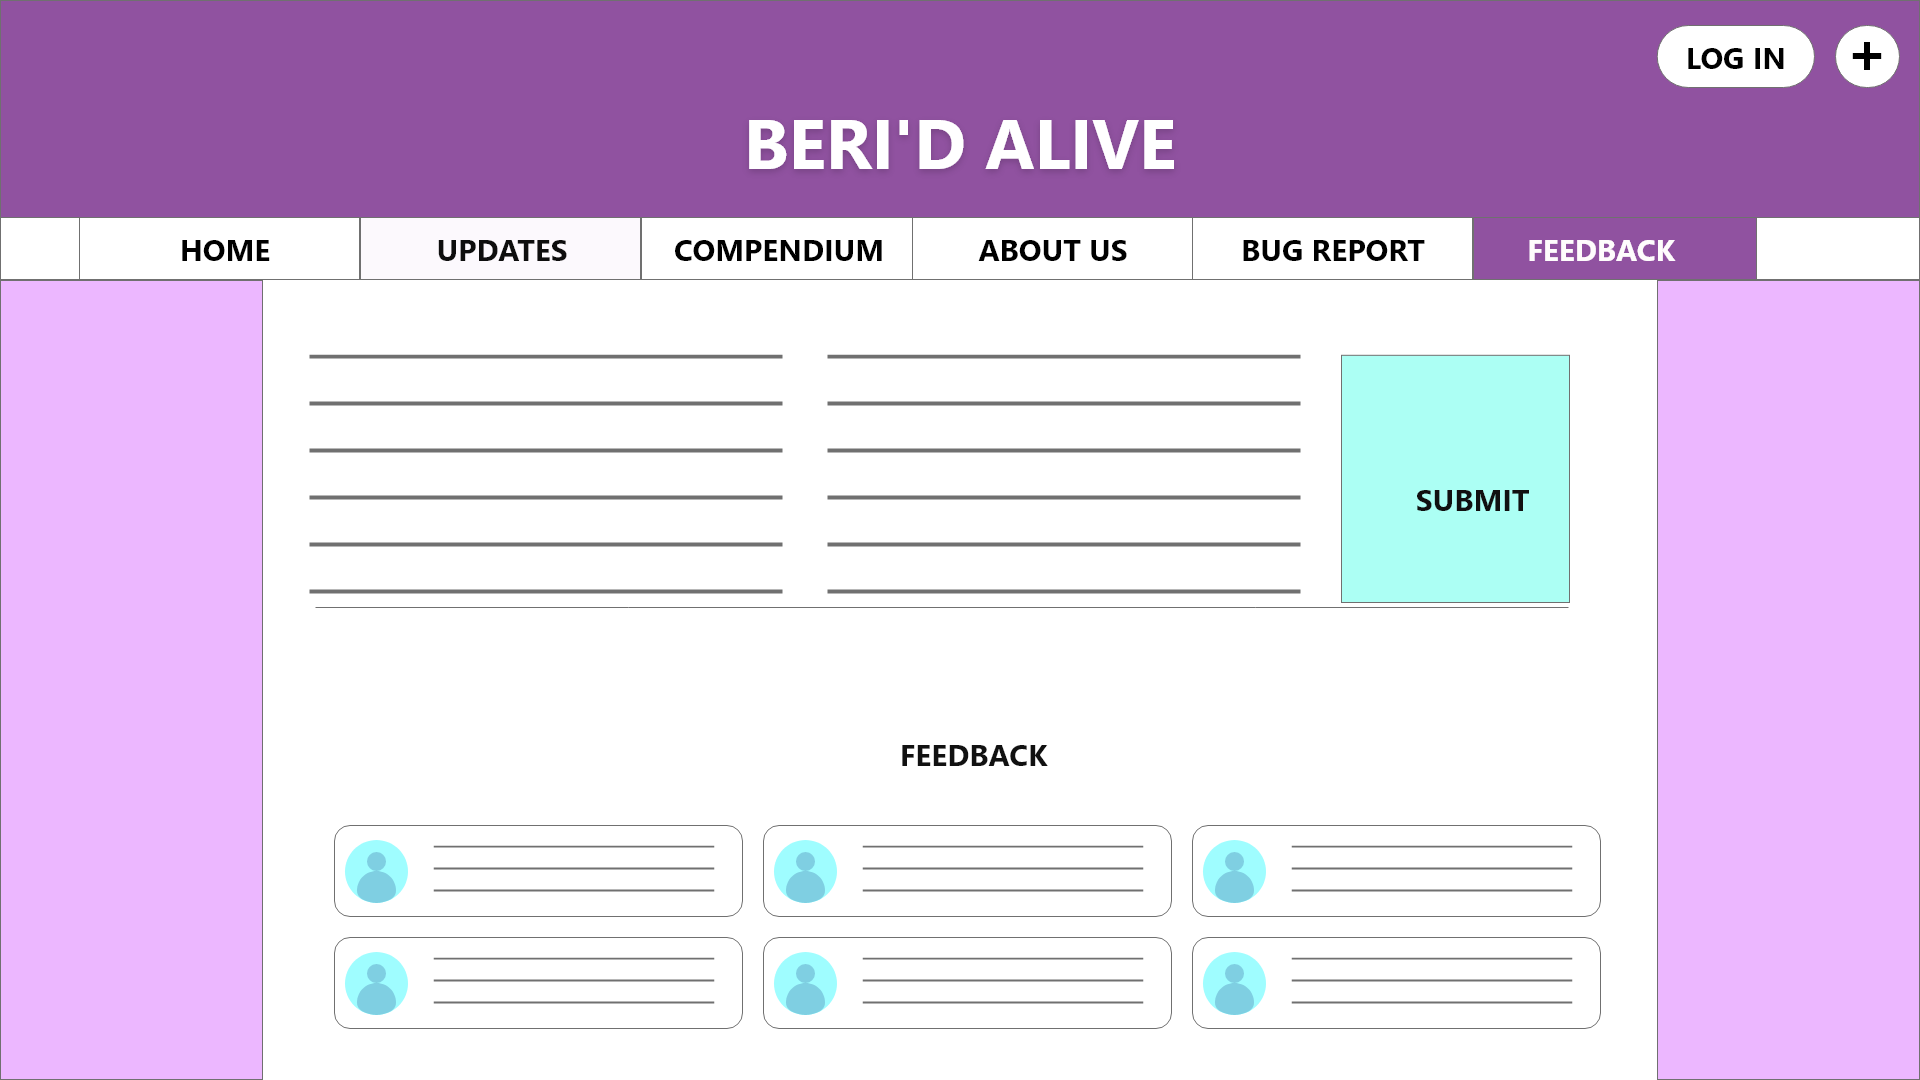 LOG IN
+
BERI'D ALIVE
HOME
UPDATES
COMPENDIUM
ABOUT US
BUG REPORT
FEEDBACK
SUBMIT
FEEDBACK